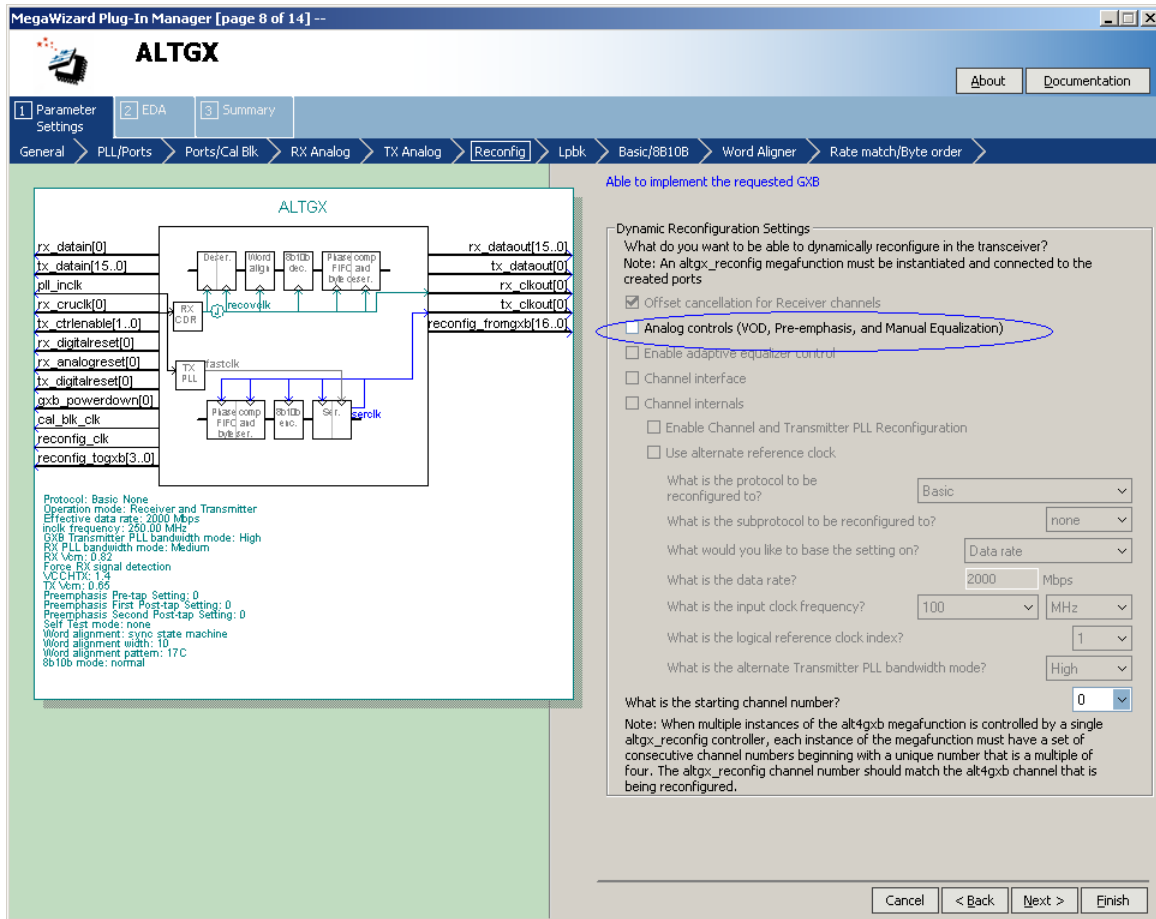 MegaWizard Plug-In Manager [page 8 of 14] --
ALTGX
About
Documentation
1 Parameter Settings
2 EDA
3 Summary
General
PLL/Ports
Ports/Cal Blk
RX Analog
TX Analog
Reconfig
Lpbk
Basic/8B10B
Word Aligner
Rate match/Byte order
ALTGX
rx_datain[0]
tx_datain[15..0]
pll_inclk
rx_cruclk[0]
tx_ctrlenable[1..0]
rx_digitalreset[0]
rx_analogreset[0]
tx_digitalreset[0]
gxb_powerdown[0]
cal_blk_clk
reconfig_clk
reconfig_togxb[3..0]
Deser.
Word
align
8b10b
dec.
Phase comp
FIFO and
byte deser.
RX
CDR
recovclk
TX
PLL
fastclk
Phase comp
FIFO and
byte ser.
8b10b
enc.
Ser.
serclk
rx_dataout[15..0]
tx_dataout[0]
rx_clkout[0]
tx_clkout[0]
reconfig_fromgxb[16..0]
Protocol: Basic None
Operation mode: Receiver and Transmitter
Effective data rate: 2000 Mbps
inclk frequency: 250.00 MHz
GXB Transmitter PLL bandwidth mode: High
RX PLL bandwidth mode: Medium
RX Vcm: 0.82
Force RX signal detection
VCCHTX: 1.4
TX Vcm: 0.65
Preemphasis Pre-tap Setting: 0
Preemphasis First Post-tap Setting: 0
Preemphasis Second Post-tap Setting: 0
Self Test mode: none
Word alignment: sync state machine
Word alignment width: 10
Word alignment pattern: 17C
8b10b mode: normal
Able to implement the requested GXB
Dynamic Reconfiguration Settings
What do you want to be able to dynamically reconfigure in the transceiver?
Note: An altgx_reconfig megafunction must be instantiated and connected to the
created ports
Offset cancellation for Receiver channels
Analog controls (VOD, Pre-emphasis, and Manual Equalization)
Enable adaptive equalizer control
Channel interface
Channel internals
Enable Channel and Transmitter PLL Reconfiguration
Use alternate reference clock
What is the protocol to be
reconfigured to?
Basic
What is the subprotocol to be reconfigured to?
none
What would you like to base the setting on?
Data rate
What is the data rate?
2000 Mbps
What is the input clock frequency?
100 MHz
What is the logical reference clock index?
1
What is the alternate Transmitter PLL bandwidth mode?
High
What is the starting channel number?
0
Note: When multiple instances of the alt4gxb megafunction is controlled by a single
altgx_reconfig controller, each instance of the megafunction must have a set of
consecutive channel numbers beginning with a unique number that is a multiple of
four. The altgx_reconfig channel number should match the alt4gxb channel that is
being reconfigured.
Cancel
< Back
Next >
Finish